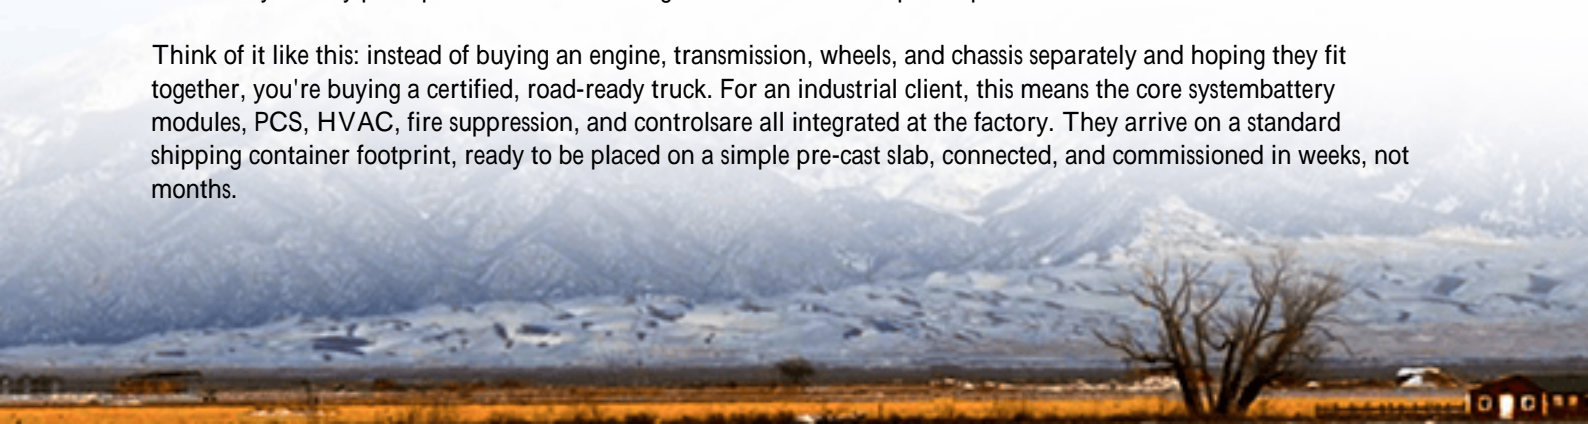 Think of it like this: instead of buying an engine, transmission, wheels, and chassis separately and hoping they fit
together, you're buying a certified, road-ready truck. For an industrial client, this means the core systembattery
modules, PCS, HVAC, fire suppression, and controlsare all integrated at the factory. They arrive on a standard
shipping container footprint, ready to be placed on a simple pre-cast slab, connected, and commissioned in weeks, not
months.